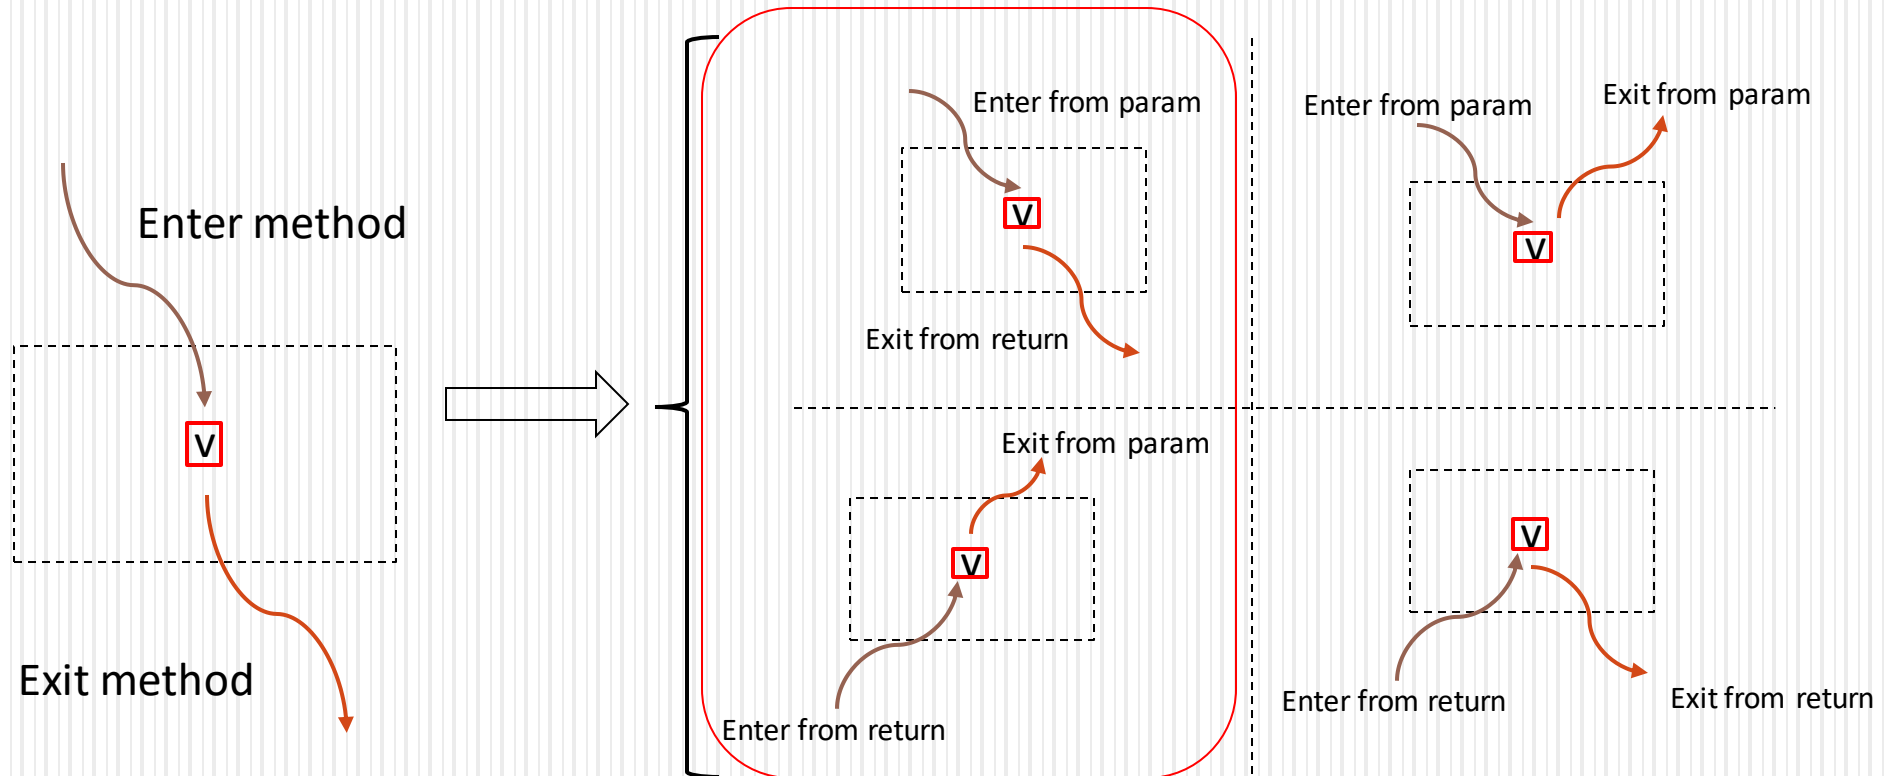 Enter method
V
Exit method
Enter from param
V
Exit from return
Enter from param
Exit from param
V
Exit from param
V
Enter from return
V
Enter from return
Exit from return